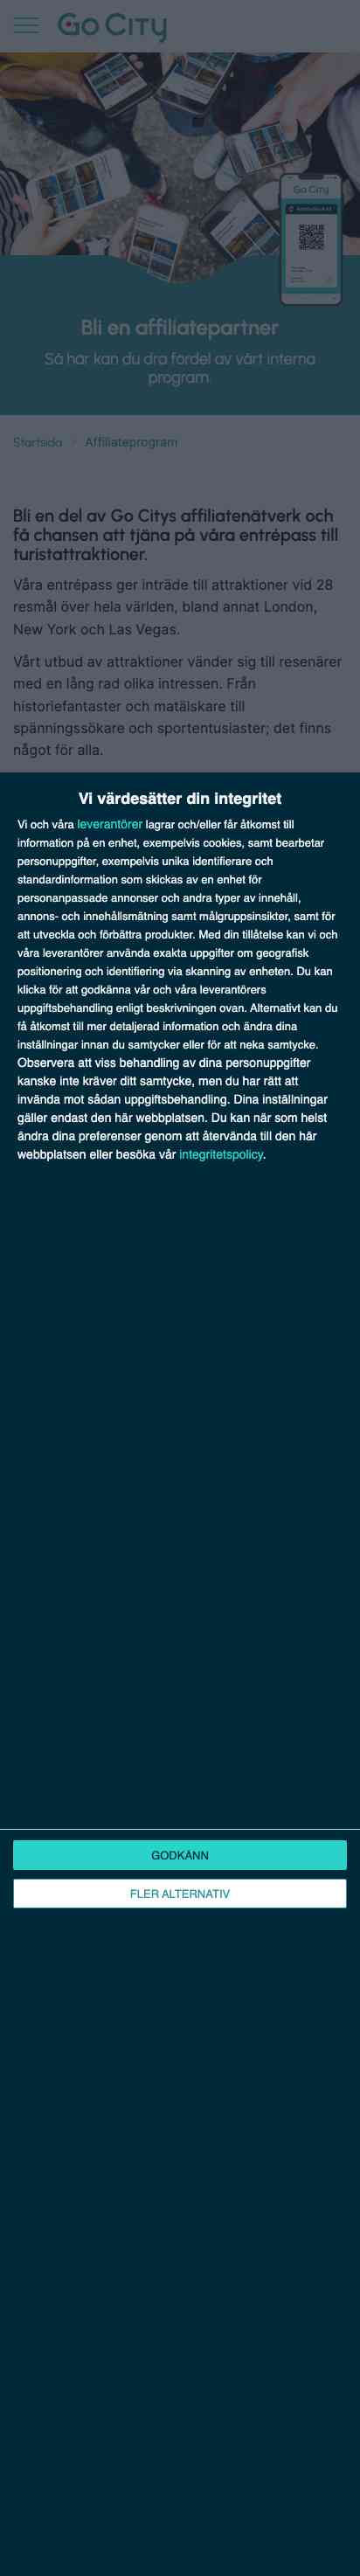 Go City
Go City
Bli en affiliatepartner
Så här kan du dra fördel av vårt interna
program
Startsida / Affiliateprogram
Bli en del av Go Citys affiliatenätverk och
få chansen att tjäna på våra entrépass till
turistattraktioner.
Våra entrépass ger inträde till attraktioner vid 28
resmål över hela världen, bland annat London,
New York och Las Vegas.
Vårt utbud av attraktioner vänder sig till resenärer
med en lång rad olika intressen. Från
historiefantaster och matälskare till
spänningssökare och sportentusiaster; det finns
något för alla.
Vi värdesätter din integritet
Vi och våra leverantörer lagrar och/eller får åtkomst till
information på en enhet, exempelvis cookies, samt bearbetar
personuppgifter, exempelvis unika identifierare och
standardinformation som skickas av en enhet för
personanpassade annonser och andra typer av innehåll,
annons- och innehållsmätning samt målgruppsinsikter, samt för
att utveckla och förbättra produkter. Med din tillåtelse kan vi och
våra leverantörer använda exakta uppgifter om geografisk
positionering och identifiering via skanning av enheten. Du kan
klicka för att godkänna vår och våra leverantörers
uppgiftsbehandling enligt beskrivningen ovan. Alternativt kan du
få åtkomst till mer detaljerad information och ändra dina
inställningar innan du samtycker eller för att neka samtycke.
Observera att viss behandling av dina personuppgifter
kanske inte kräver ditt samtycke, men du har rätt att
invända mot sådan uppgiftsbehandling. Dina inställningar
gäller endast den här webbplatsen. Du kan när som helst
ändra dina preferenser genom att återvända till den här
webbplatsen eller besöka vår integritetspolicy.
GODKÄNN
FLER ALTERNATIV